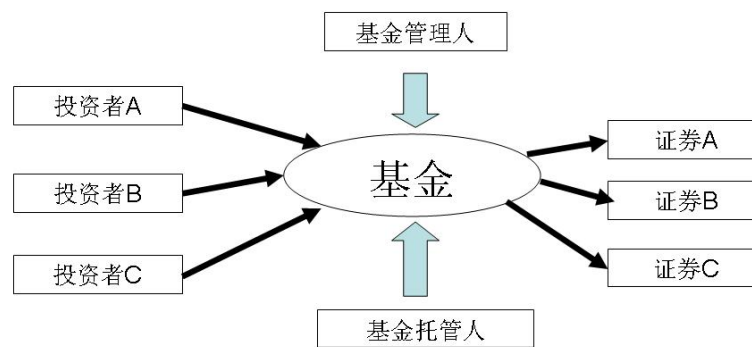 基金管理人
投资者A
投资者B
投资者C
基金
证券A
证券B
证券C
基金托管人